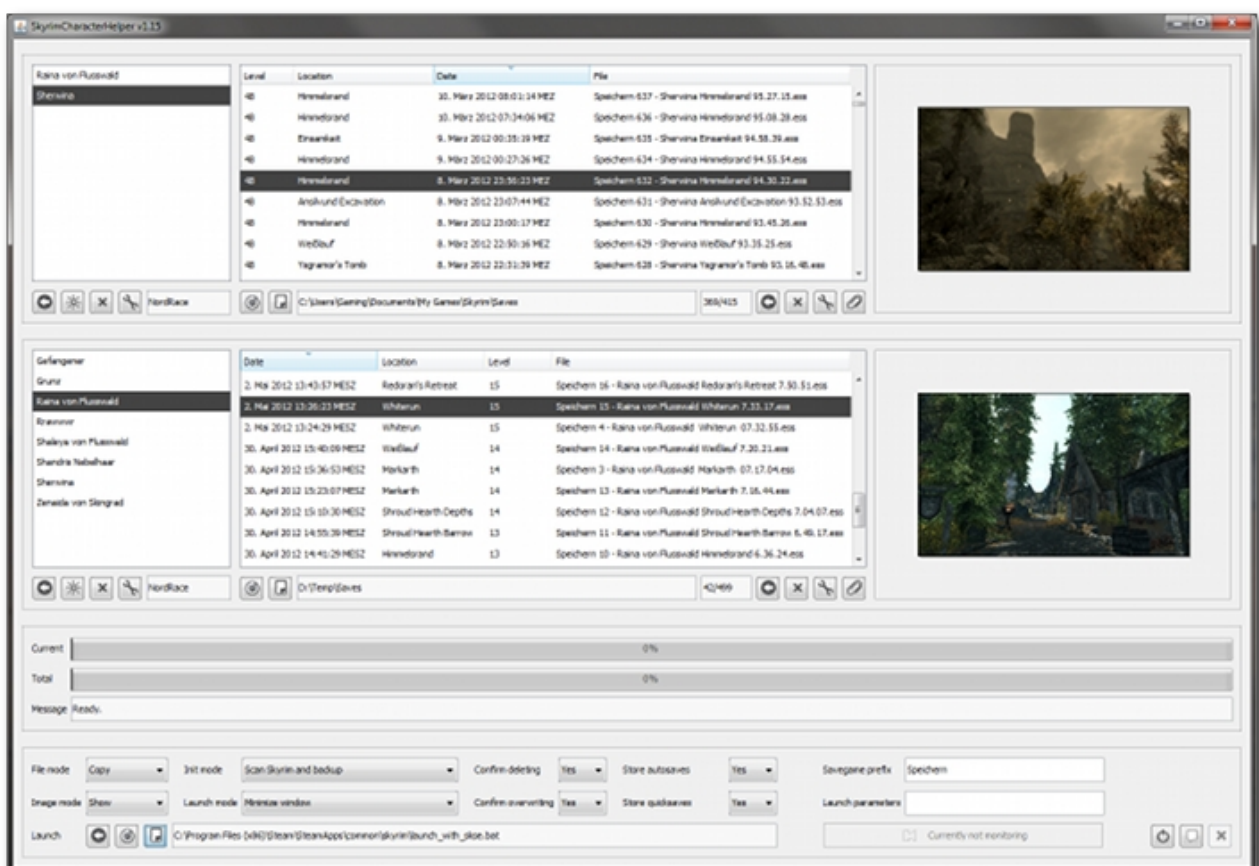 SkyrimCharacterHelper v1.15
Raina von Flusswald
Sherwina
Level Location Date File
48 Himmelsrand 10. März 2012 08:01:14 MEZ Speichern 637 - Sherwina Himmelsrand 95.27.15.ess
48 Himmelsrand 10. März 2012 07:34:06 MEZ Speichern 636 - Sherwina Himmelsrand 95.08.28.ess
48 Einsamkeit 9. März 2012 00:35:19 MEZ Speichern 635 - Sherwina Einsamkeit 94.58.39.ess
48 Himmelsrand 9. März 2012 00:27:26 MEZ Speichern 634 - Sherwina Himmelsrand 94.55.54.ess
48 Himmelsrand 8. März 2012 23:56:23 MEZ Speichern 632 - Sherwina Himmelsrand 94.30.22.ess
48 Ansilvund Excavation 8. März 2012 23:07:44 MEZ Speichern 631 - Sherwina Ansilvund Excavation 93.52.53.ess
48 Himmelsrand 8. März 2012 23:00:17 MEZ Speichern 630 - Sherwina Himmelsrand 93.45.26.ess
48 Weißlauf 8. März 2012 22:50:16 MEZ Speichern 629 - Sherwina Weißlauf 93.35.25.ess
48 Ysgramor's Tomb 8. März 2012 22:31:39 MEZ Speichern 628 - Sherwina Ysgramor's Tomb 93.16.48.ess
NordRace
C:\Users\Gaming\Documents\My Games\Skyrim\Saves
369/415
Gefangener
Grunz
Raina von Flusswald
Shaleya von Flusswald
Shandris Nebelhaar
Sherwina
Zenaida von Skingrad
Date Location Level File
2. Mai 2012 13:43:57 MESZ Redoran's Retreat 15 Speichern 16 - Raina von Flusswald Redoran's Retreat 7.50.51.ess
2. Mai 2012 13:26:23 MESZ Whiterun 15 Speichern 15 - Raina von Flusswald Whiterun 7.33.17.ess
2. Mai 2012 13:24:29 MESZ Whiterun 15 Speichern 4 - Raina von Flusswald Whiterun 07.32.55.ess
30. April 2012 15:40:09 MESZ Weißlauf 14 Speichern 14 - Raina von Flusswald Weißlauf 7.20.21.ess
30. April 2012 15:36:53 MESZ Markarth 14 Speichern 3 - Raina von Flusswald Markarth 07.17.04.ess
30. April 2012 15:23:07 MESZ Markarth 14 Speichern 13 - Raina von Flusswald Markarth 7.16.44.ess
30. April 2012 15:10:30 MESZ Shroud Hearth Depths 14 Speichern 12 - Raina von Flusswald Shroud Hearth Depths 7.04.07.ess
30. April 2012 14:55:39 MESZ Shroud Hearth Barrow 13 Speichern 11 - Raina von Flusswald Shroud Hearth Barrow 6.49.17.ess
30. April 2012 14:41:29 MESZ Himmelsrand 13 Speichern 10 - Raina von Flusswald Himmelsrand 6.36.24.ess
NordRace
D:\Temp\Saves
42/499
Current 0%
Total 0%
Message Ready.
File mode Copy Init mode Scan Skyrim and backup Confirm deleting Yes Store autosaves Yes Savegame prefix Speichern
Image mode Show Launch mode Minimize window Confirm overwriting Yes Store quicksaves Yes Launch parameters
Launch C:\Program Files (x86)\Steam\SteamApps\common\skyrim\launch_with_skse.bat Currently not monitoring